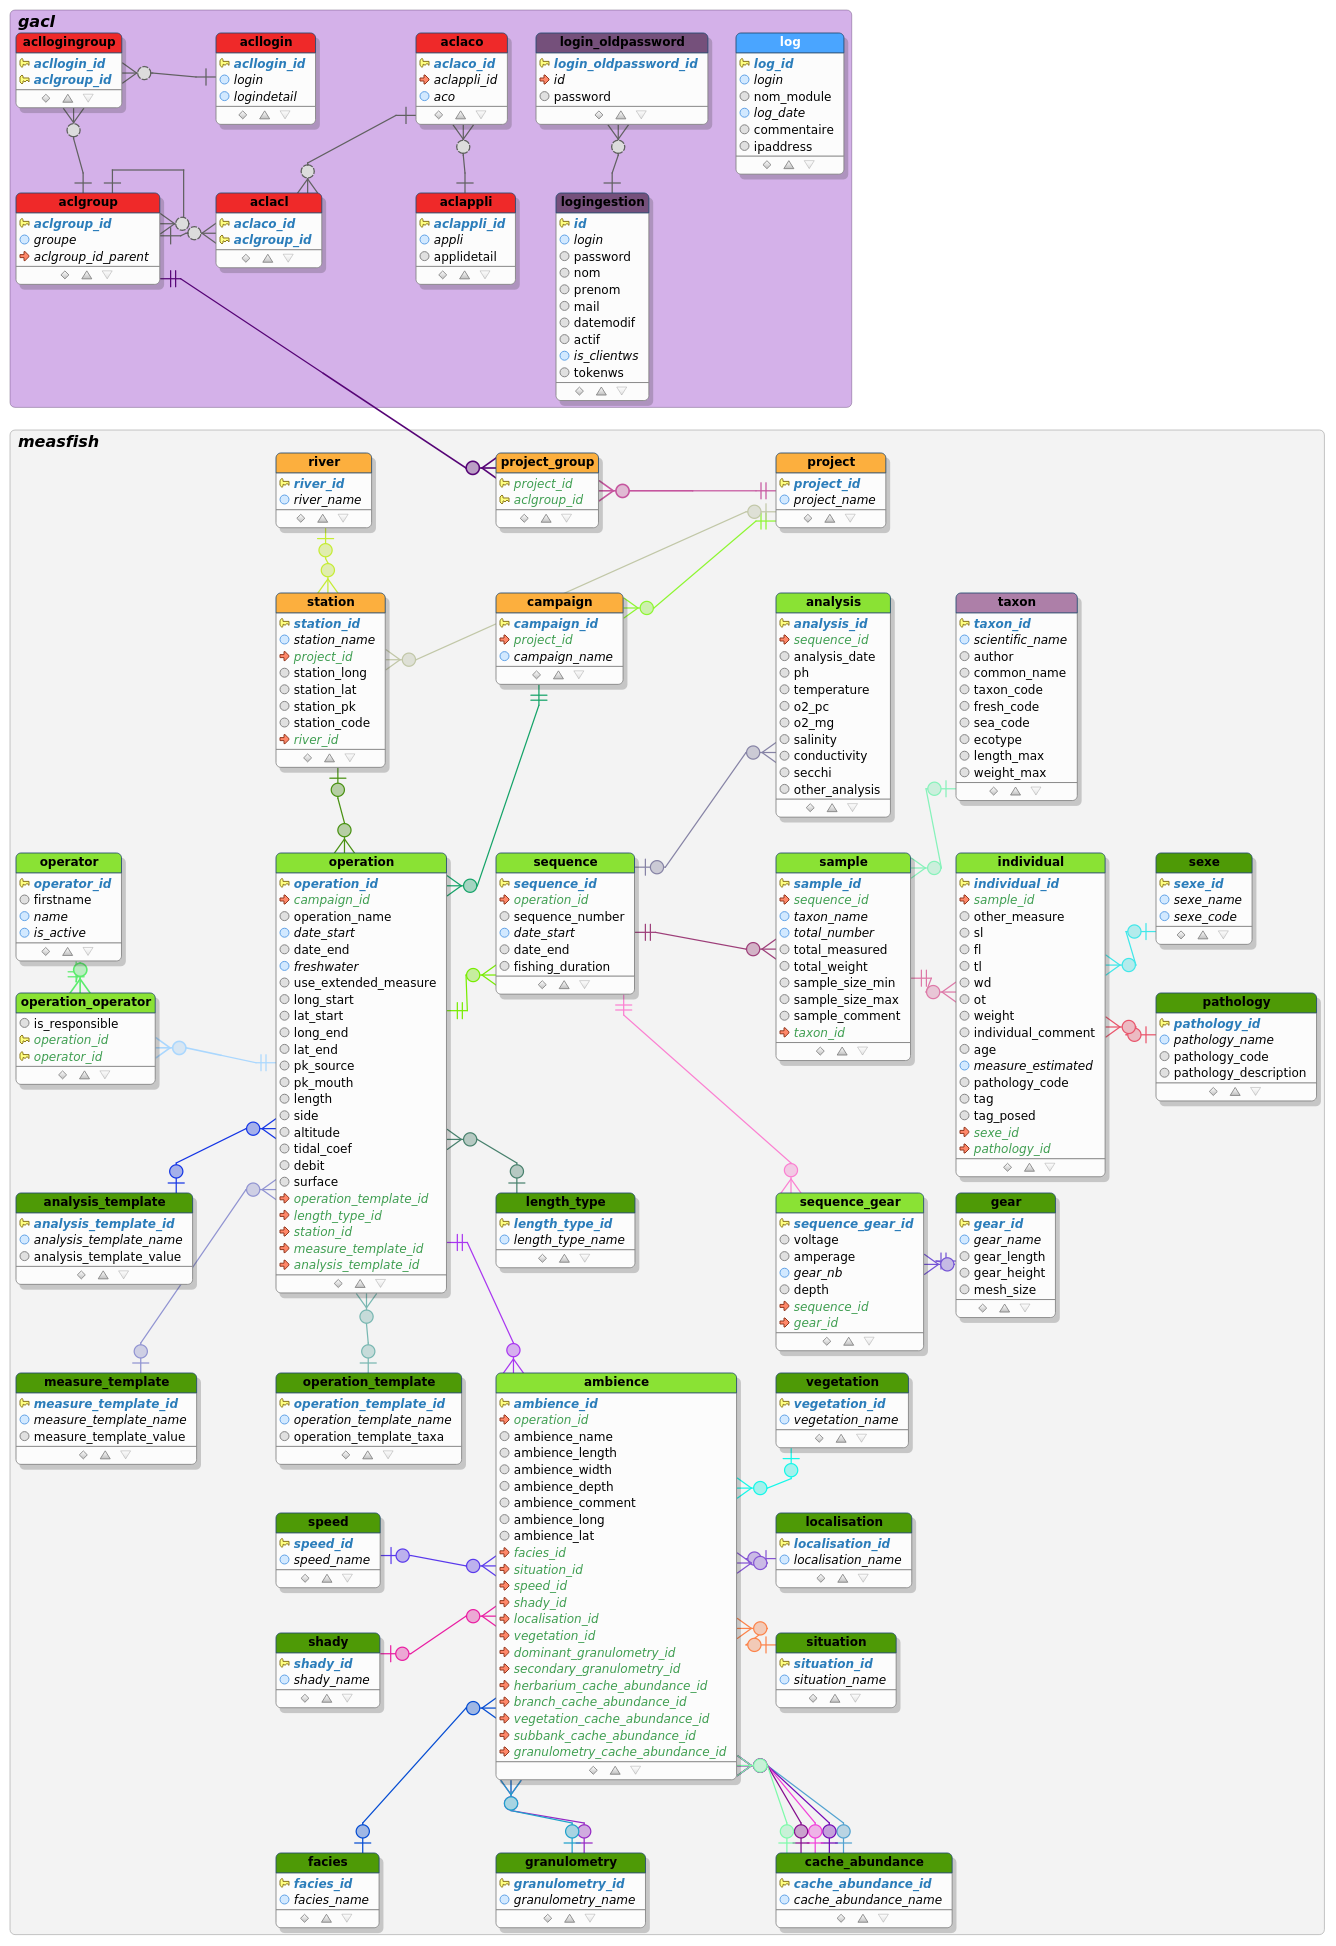 gacl
acllogingroup
acllogin_id
aclgroup_id
acllogin
acllogin_id
login
logindetail
aclaco
aclaco_id
aclappli_id
aco
login_oldpassword
login_oldpassword_id
id
password
log
log_id
login
nom_module
log_date
commentaire
ipaddress
aclgroup
aclgroup_id
groupe
aclgroup_id_parent
aclacl
aclaco_id
aclgroup_id
aclappli
aclappli_id
appli
applidetail
logingestion
id
login
password
nom
prenom
mail
datemodif
actif
is_clientws
tokenws
measfish
river
river_id
river_name
project_group
project_id
aclgroup_id
project
project_id
project_name
station
station_id
station_name
project_id
station_long
station_lat
station_pk
station_code
river_id
campaign
campaign_id
project_id
campaign_name
analysis
analysis_id
sequence_id
analysis_date
ph
temperature
o2_pc
o2_mg
salinity
conductivity
secchi
other_analysis
taxon
taxon_id
scientific_name
author
common_name
taxon_code
fresh_code
sea_code
ecotype
length_max
weight_max
operator
operator_id
firstname
name
is_active
operation
operation_id
campaign_id
operation_name
date_start
date_end
freshwater
use_extended_measure
long_start
lat_start
long_end
lat_end
pk_source
pk_mouth
length
side
altitude
tidal_coef
debit
surface
operation_template_id
length_type_id
station_id
measure_template_id
analysis_template_id
sequence
sequence_id
operation_id
sequence_number
date_start
date_end
fishing_duration
sample
sample_id
sequence_id
taxon_name
total_number
total_measured
total_weight
sample_size_min
sample_size_max
sample_comment
taxon_id
individual
individual_id
sample_id
other_measure
sl
fl
tl
wd
ot
weight
individual_comment
age
measure_estimated
pathology_code
tag
tag_posed
sexe_id
pathology_id
sexe
sexe_id
sexe_name
sexe_code
operation_operator
is_responsible
operation_id
operator_id
pathology
pathology_id
pathology_name
pathology_code
pathology_description
analysis_template
analysis_template_id
analysis_template_name
analysis_template_value
length_type
length_type_id
length_type_name
sequence_gear
sequence_gear_id
voltage
amperage
gear_nb
depth
sequence_id
gear_id
gear
gear_id
gear_name
gear_length
gear_height
mesh_size
measure_template
measure_template_id
measure_template_name
measure_template_value
operation_template
operation_template_id
operation_template_name
operation_template_taxa
ambience
ambience_id
operation_id
ambience_name
ambience_length
ambience_width
ambience_depth
ambience_comment
ambience_long
ambience_lat
facies_id
situation_id
speed_id
shady_id
localisation_id
vegetation_id
dominant_granulometry_id
secondary_granulometry_id
herbarium_cache_abundance_id
branch_cache_abundance_id
vegetation_cache_abundance_id
subbank_cache_abundance_id
granulometry_cache_abundance_id
vegetation
vegetation_id
vegetation_name
speed
speed_id
speed_name
localisation
localisation_id
localisation_name
shady
shady_id
shady_name
situation
situation_id
situation_name
facies
facies_id
facies_name
granulometry
granulometry_id
granulometry_name
cache_abundance
cache_abundance_id
cache_abundance_name